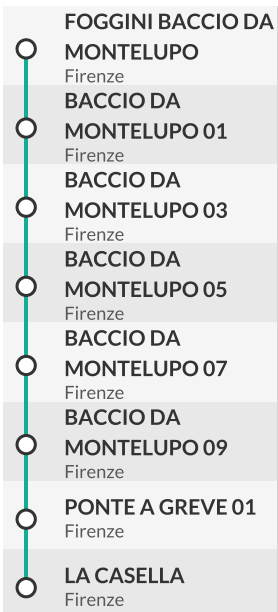 FOGGINI BACCIO DA
MONTELUPO
Firenze
BACCIO DA
MONTELUPO 01
Firenze
BACCIO DA
MONTELUPO 03
Firenze
BACCIO DA
MONTELUPO 05
Firenze
BACCIO DA
MONTELUPO 07
Firenze
BACCIO DA
MONTELUPO 09
Firenze
PONTE A GREVE 01
Firenze
LA CASELLA
Firenze